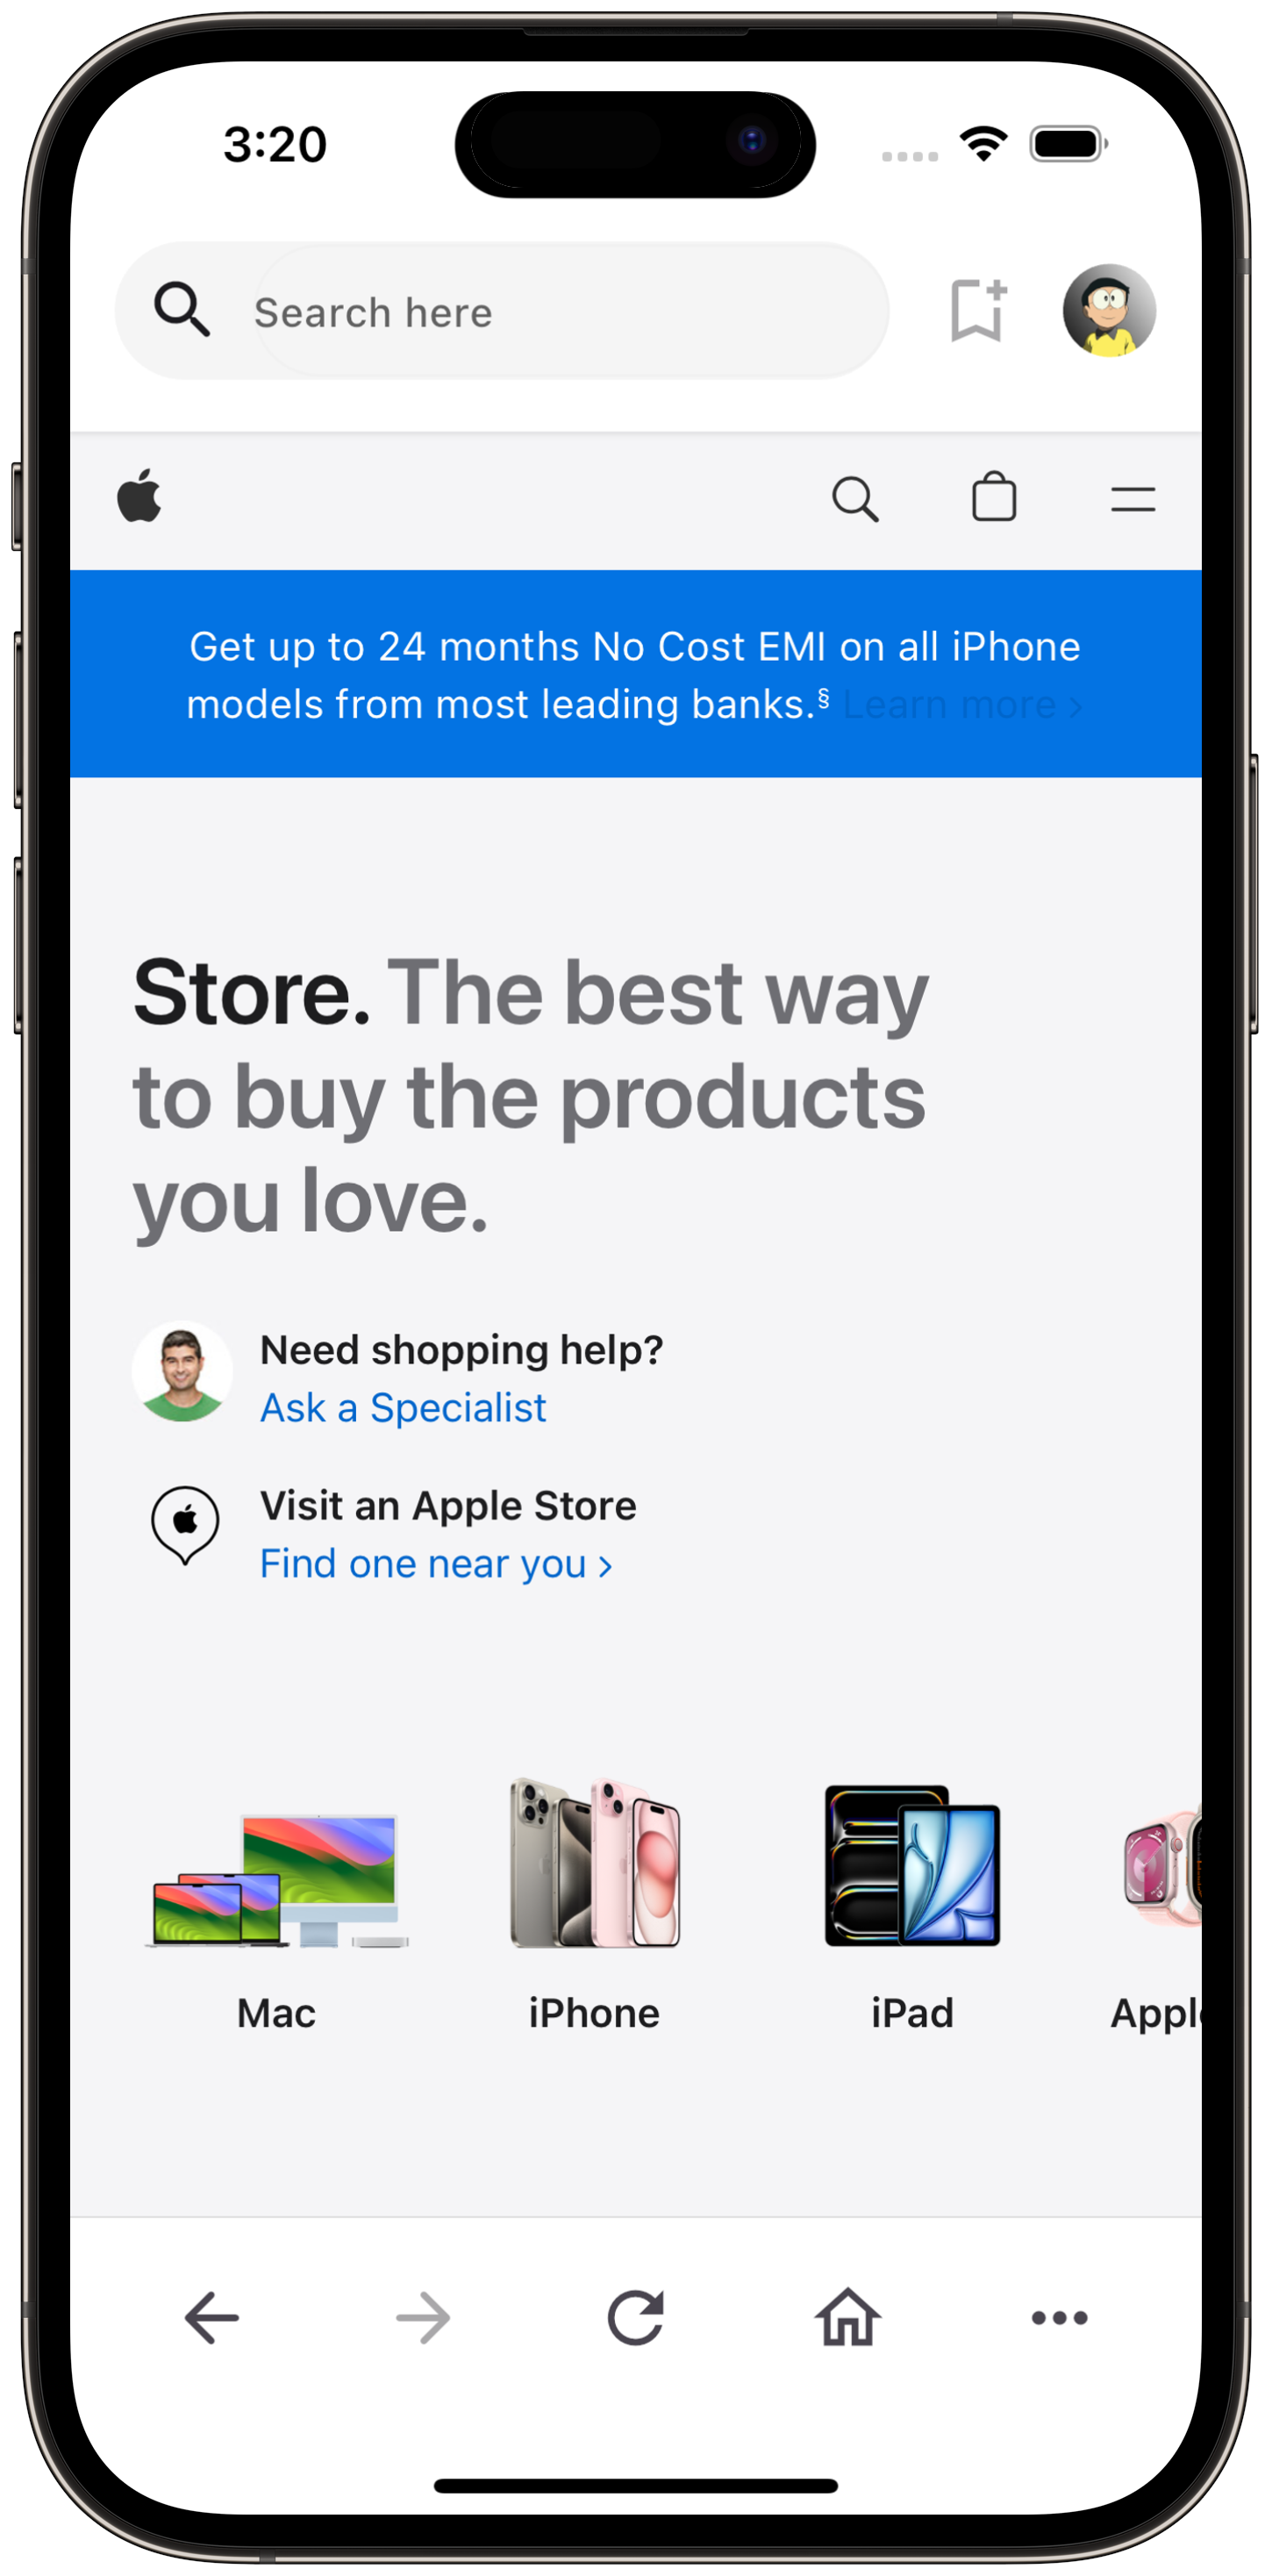 3:20
Search here
Get up to 24 months No Cost EMI on all iPhone
models from most leading banks.§ Learn more >
Store. The best way
to buy the products
you love.
Need shopping help?
Ask a Specialist
Visit an Apple Store
Find one near you >
Mac iPhone iPad